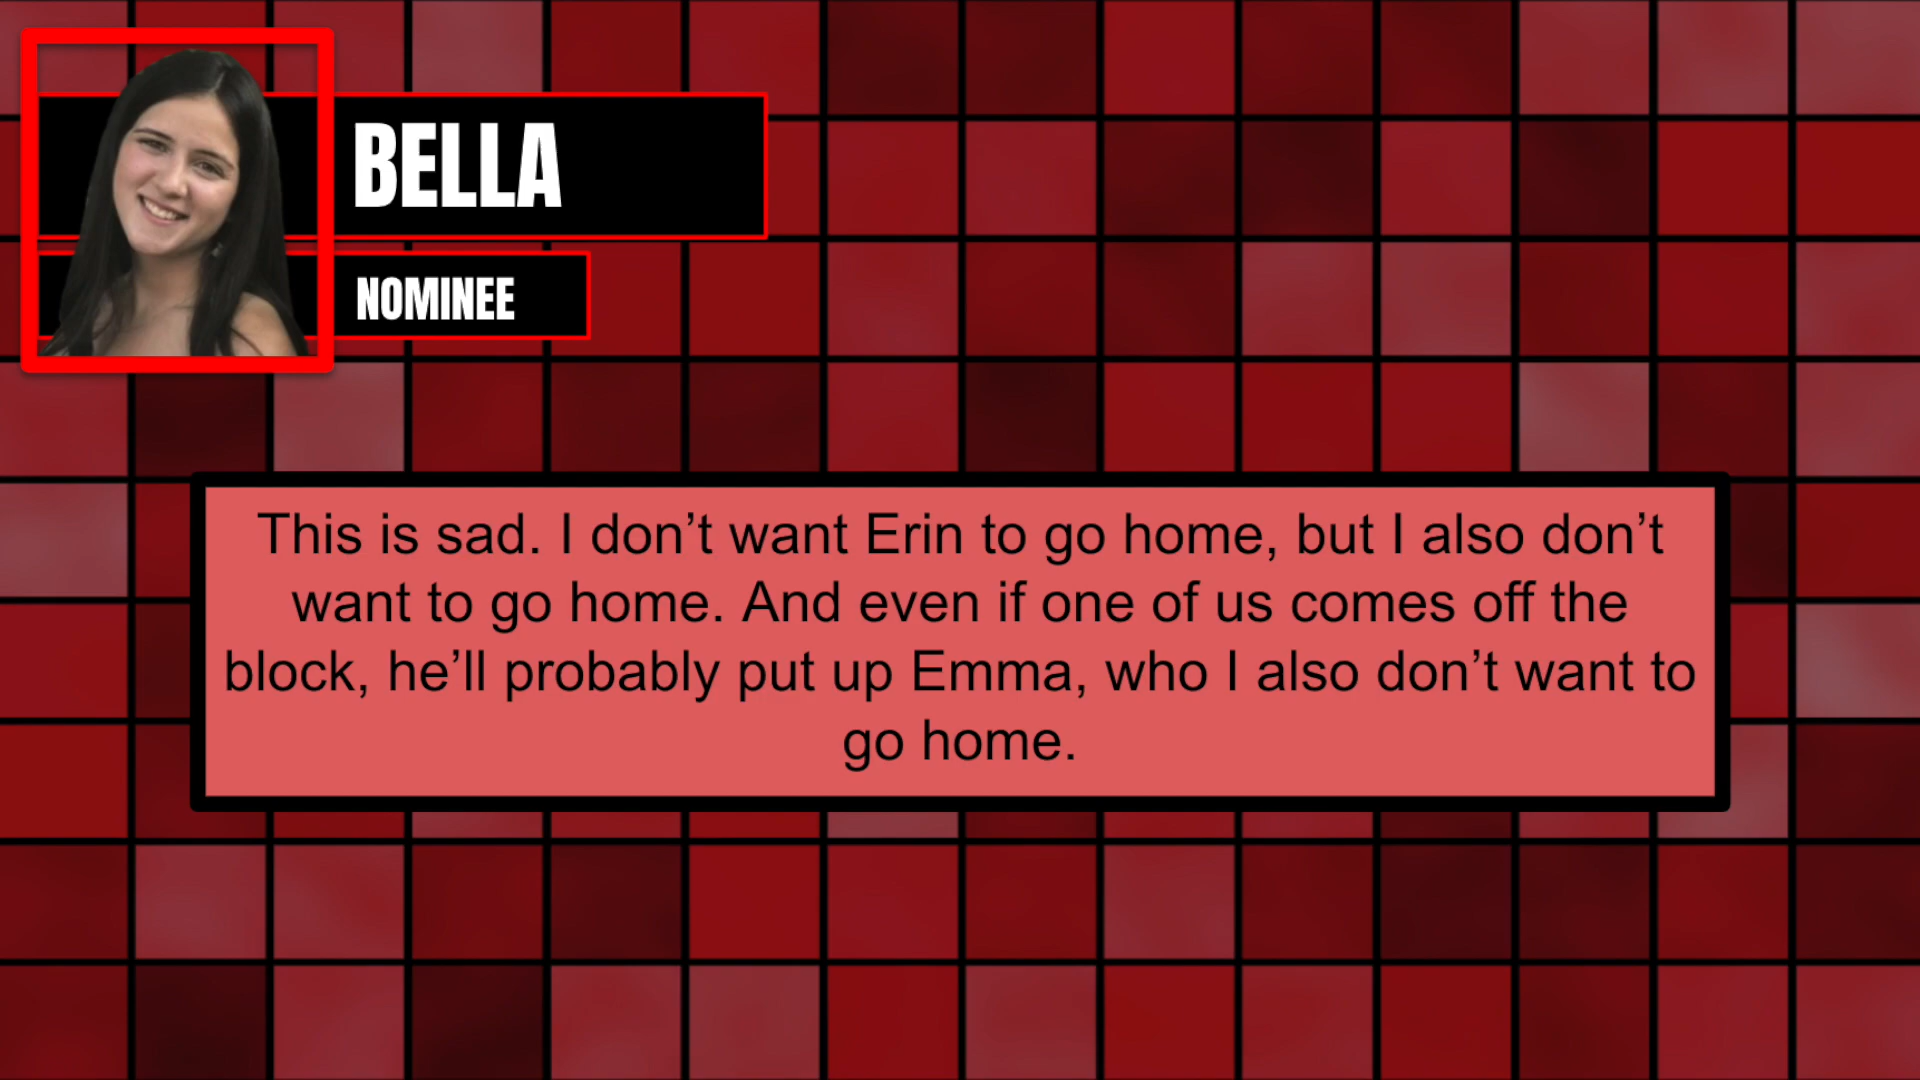 BELLA
NOMINEE
This is sad. I don’t want Erin to go home, but I also don’t
want to go home. And even if one of us comes off the
block, he’ll probably put up Emma, who I also don’t want to
go home.